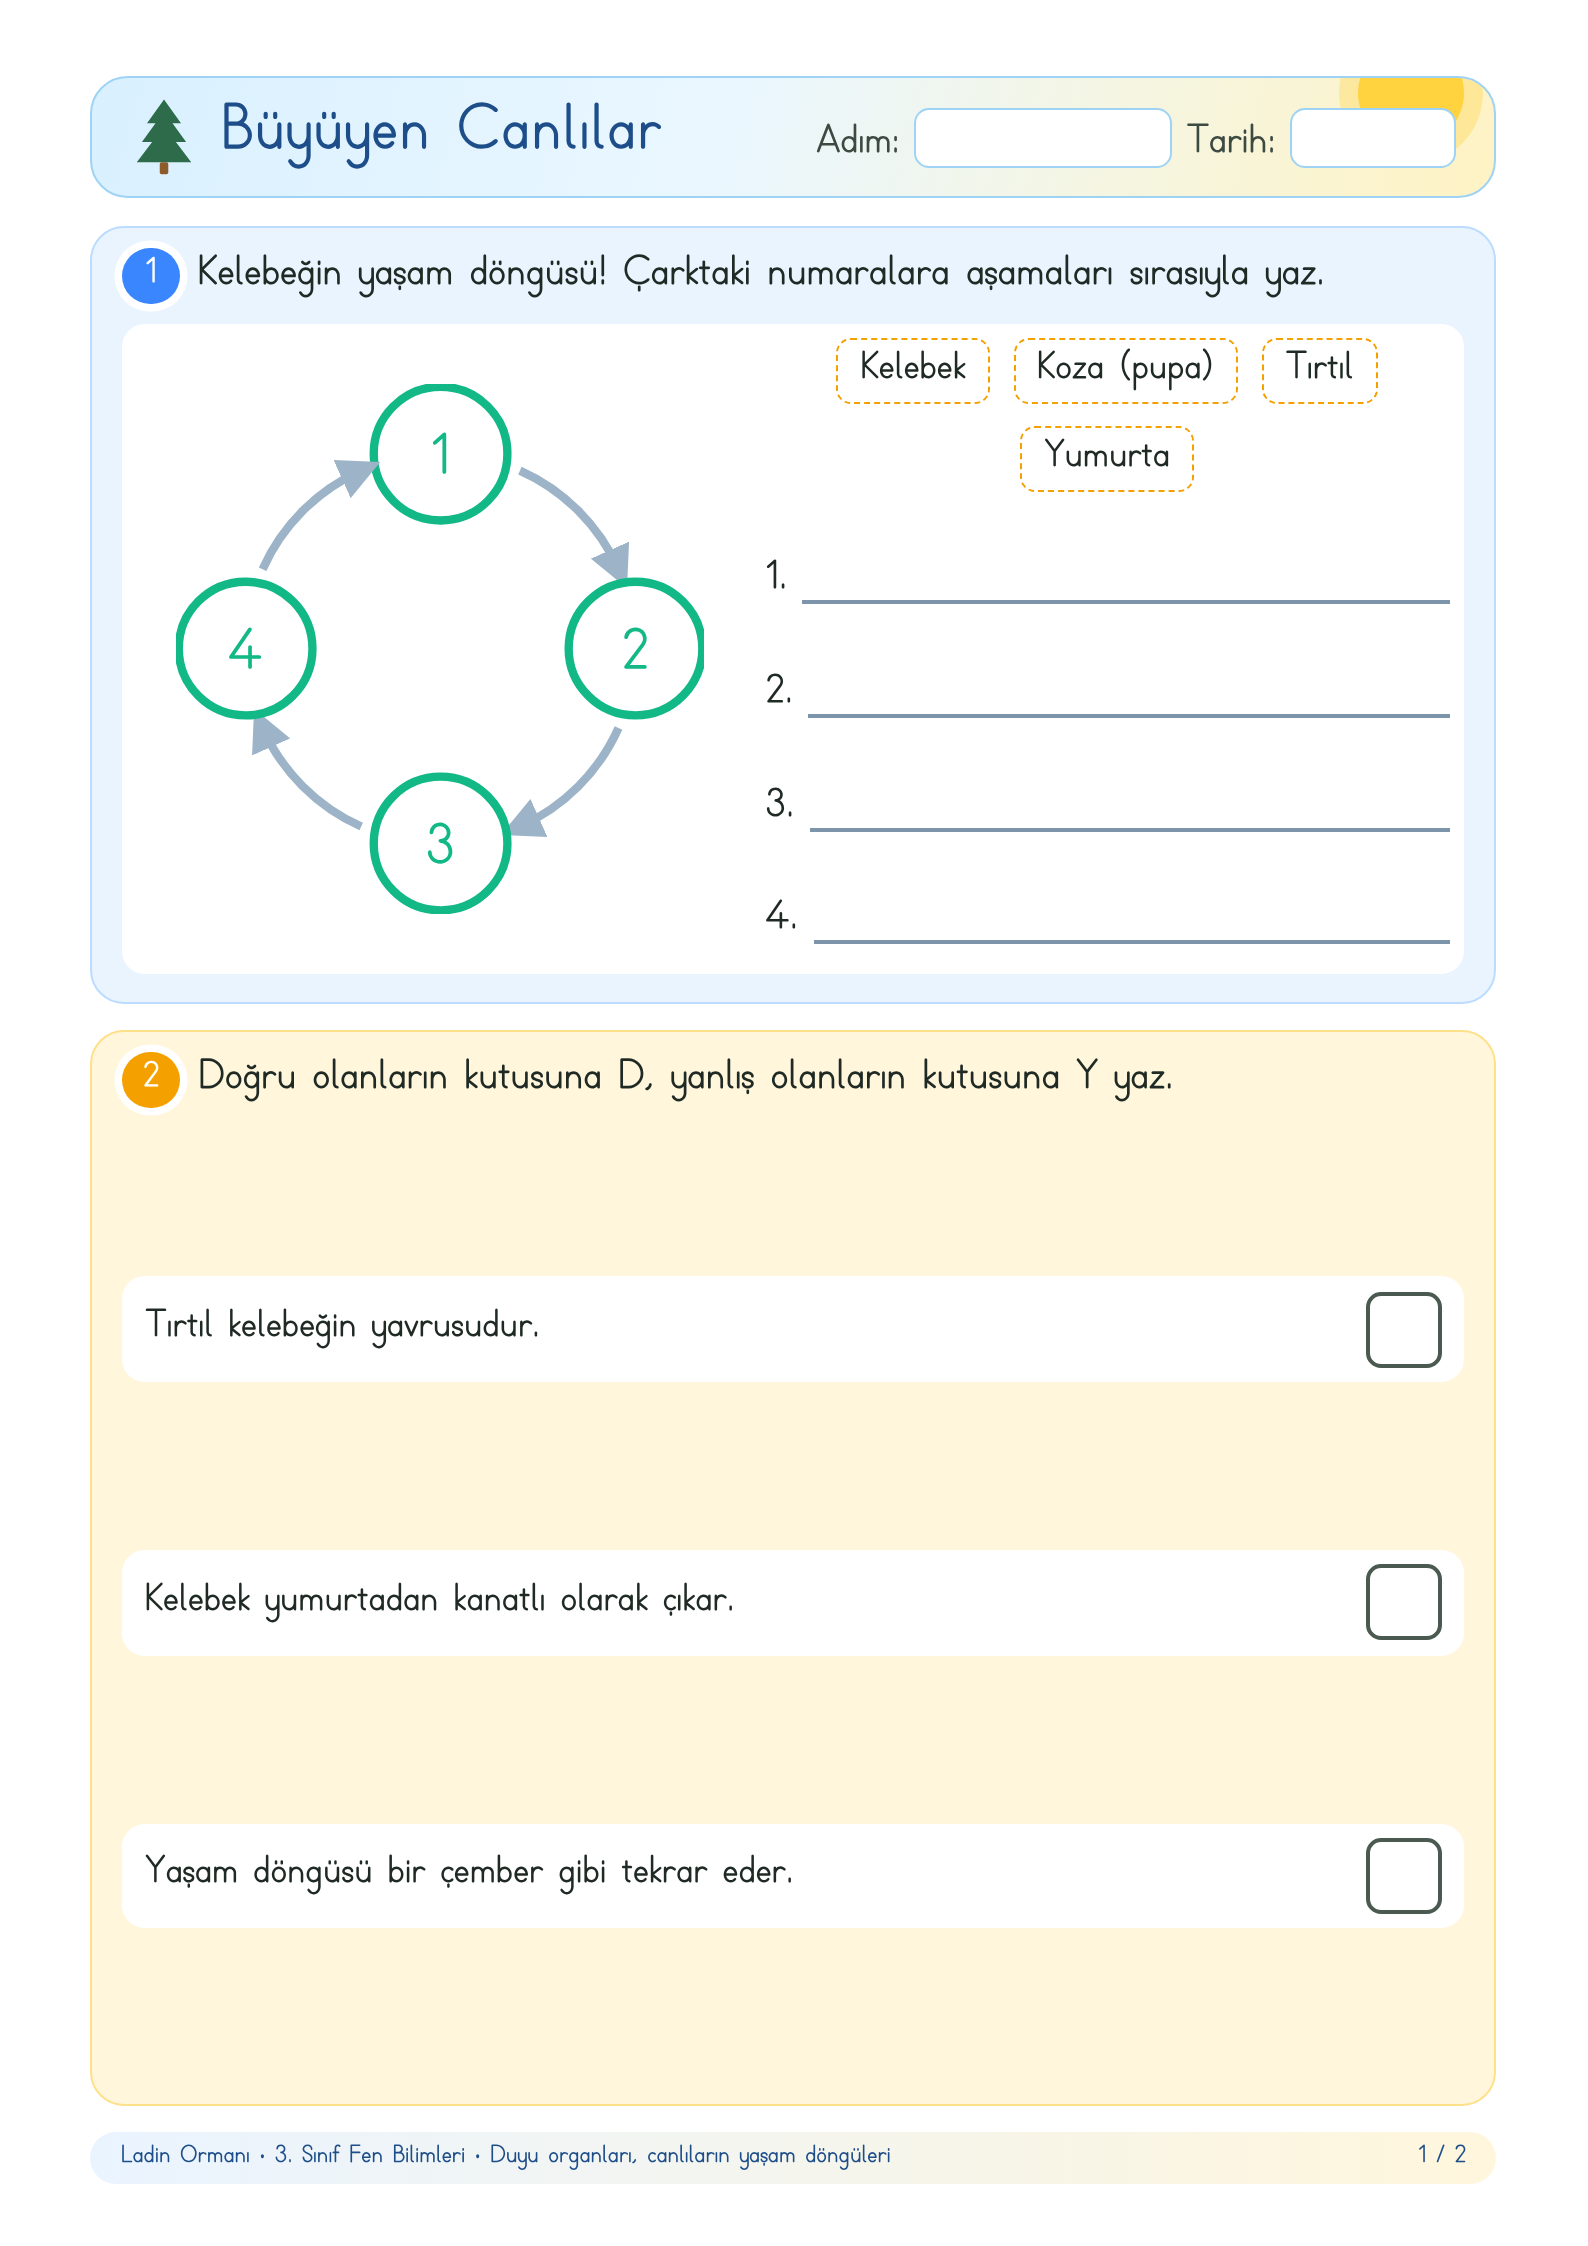 Büyüyen Canlılar
Adım:
Tarih:
1
Kelebeğin yaşam döngüsü! Çarktaki numaralara aşamaları sırasıyla yaz.
1
2
3
4
Kelebek
Koza (pupa)
Tırtıl
Yumurta
1.
2.
3.
4.
2
Doğru olanların kutusuna D, yanlış olanların kutusuna Y yaz.
Tırtıl kelebeğin yavrusudur.
Kelebek yumurtadan kanatlı olarak çıkar.
Yaşam döngüsü bir çember gibi tekrar eder.
Ladin Ormanı • 3. Sınıf Fen Bilimleri • Duyu organları, canlıların yaşam döngüleri
1 / 2